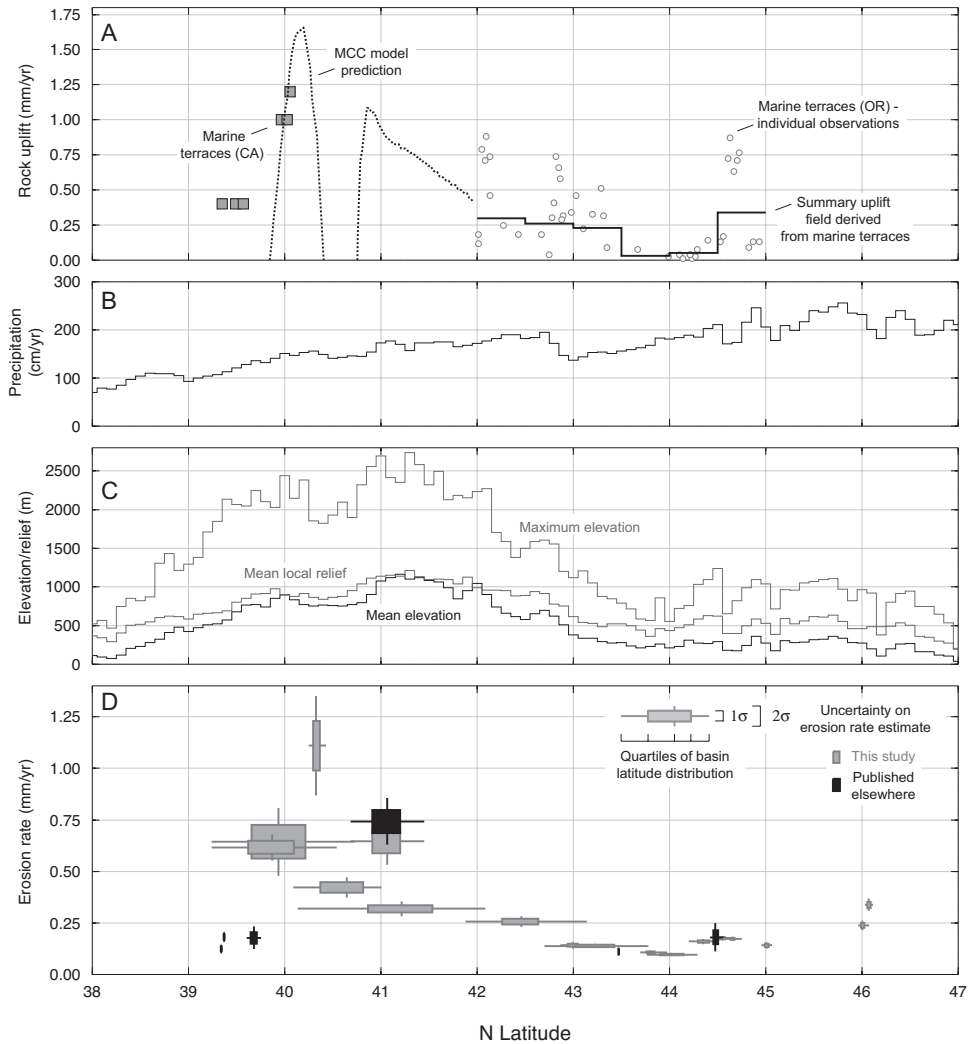 A
Rock uplift (mm/yr)
1.75
1.50
1.25
1.00
0.75
0.50
0.25
0.00
MCC model
prediction
Marine
terraces (CA)
Marine terraces (OR) -
individual observations
Summary uplift
field derived
from marine terraces
B
Precipitation
(cm/yr)
300
200
100
0
C
Elevation/relief (m)
2500
2000
1500
1000
500
0
Maximum elevation
Mean local relief
Mean elevation
D
Erosion rate (mm/yr)
1.25
1.00
0.75
0.50
0.25
0.00
1σ
2σ
Uncertainty on
erosion rate estimate
Quartiles of basin
latitude distribution
This study
Published
elsewhere
38 39 40 41 42 43 44 45 46 47
N Latitude